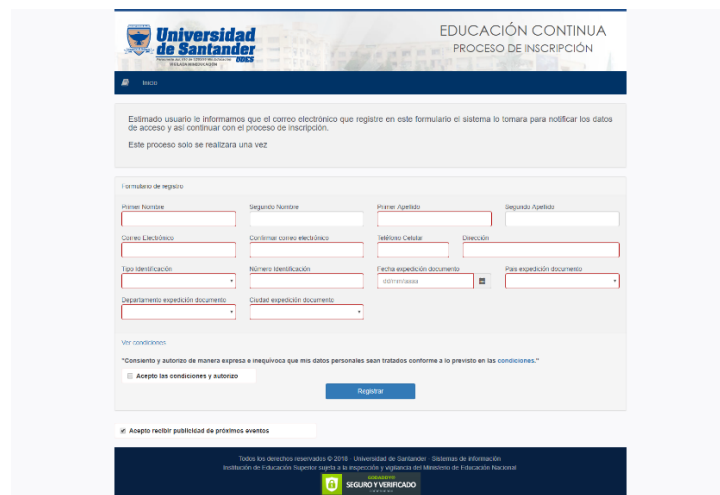 Universidad
de Santander
UDES
VIGILADA MINEDUCACIÓN
EDUCACIÓN CONTINUA
PROCESO DE INSCRIPCIÓN
Inicio
Estimado usuario le informamos que el correo electrónico que registre en este formulario el sistema lo tomara para notificar los datos
de acceso y así continuar con el proceso de inscripción.
Este proceso solo se realizara una vez
Formulario de registro
Primer Nombre Segundo Nombre Primer Apellido Segundo Apellido
Correo Electrónico Confirmar correo electrónico Teléfono Celular Dirección
Tipo Identificación Número Identificación Fecha expedición documento Pais expedición documento
dd/mm/aaaa
Departamento expedición documento Ciudad expedición documento
Ver condiciones
"Consiento y autorizo de manera expresa e inequívoca que mis datos personales sean tratados conforme a lo previsto en las condiciones."
Acepto las condiciones y autorizo
Registrar
Acepto recibir publicidad de próximos eventos
Todos los derechos reservados © 2018 - Universidad de Santander - Sistemas de Información
Institución de Educación Superior sujeta a la inspección y vigilancia del Ministerio de Educación Nacional
SEGURO Y VERIFICADO